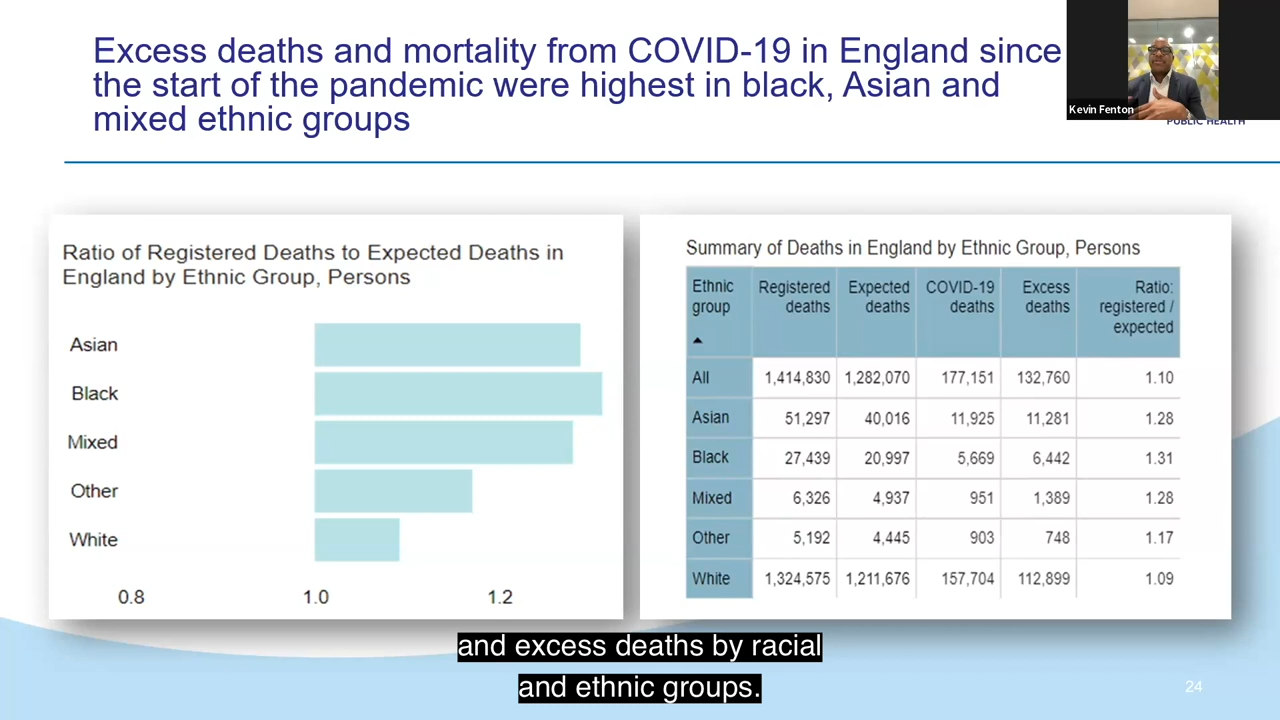 Excess deaths and mortality from COVID-19 in England since
the start of the pandemic were highest in black, Asian and
mixed ethnic groups
Kevin Fenton
PUBLIC HEALTH
Ratio of Registered Deaths to Expected Deaths in
England by Ethnic Group, Persons
Asian
Black
Mixed
Other
White
0.8 1.0 1.2
Summary of Deaths in England by Ethnic Group, Persons
Ethnic group Registered deaths Expected deaths COVID-19 deaths Excess deaths Ratio: registered / expected
All 1,414,830 1,282,070 177,151 132,760 1.10
Asian 51,297 40,016 11,925 11,281 1.28
Black 27,439 20,997 5,669 6,442 1.31
Mixed 6,326 4,937 951 1,389 1.28
Other 5,192 4,445 903 748 1.17
White 1,324,575 1,211,676 157,704 112,899 1.09
and excess deaths by racial
and ethnic groups.
24